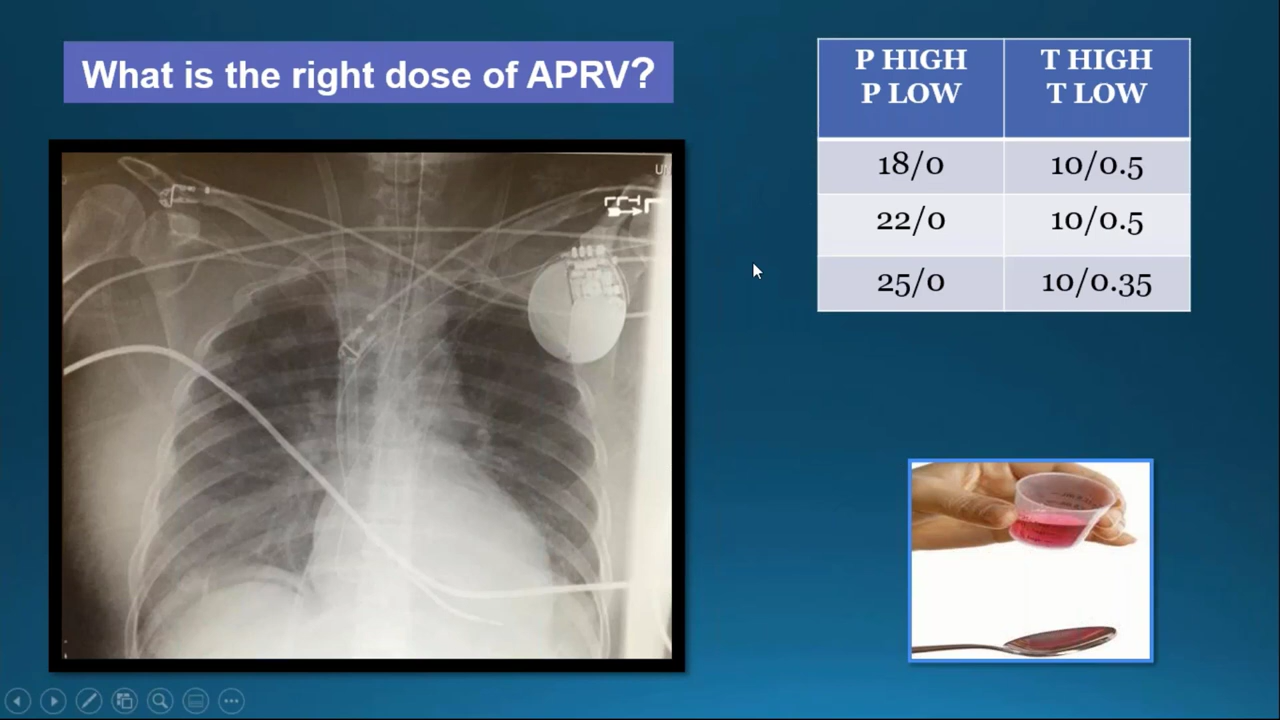 What is the right dose of APRV?
P HIGH
P LOW
T HIGH
T LOW
18/0
10/0.5
22/0
10/0.5
25/0
10/0.35